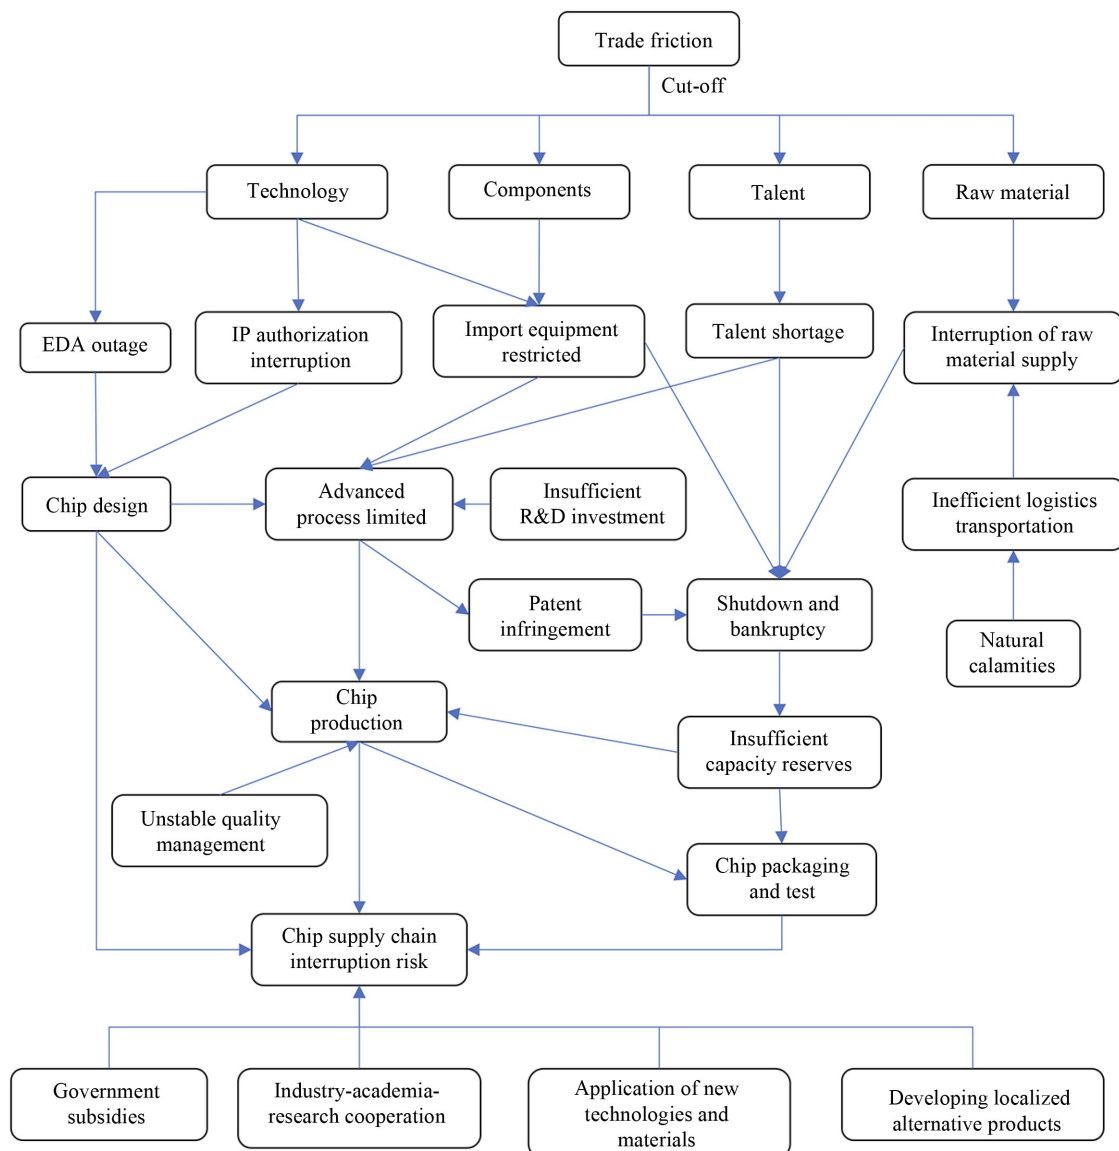 Trade friction
Cut-off
Technology
Components
Talent
Raw material
EDA outage
IP authorization
interruption
Import equipment
restricted
Talent shortage
Interruption of raw
material supply
Chip design
Advanced
process limited
Insufficient
R&D investment
Inefficient logistics
transportation
Patent
infringement
Shutdown and
bankruptcy
Natural
calamities
Chip
production
Insufficient
capacity reserves
Unstable quality
management
Chip packaging
and test
Chip supply chain
interruption risk
Government
subsidies
Industry-academia-
research cooperation
Application of new
technologies and
materials
Developing localized
alternative products